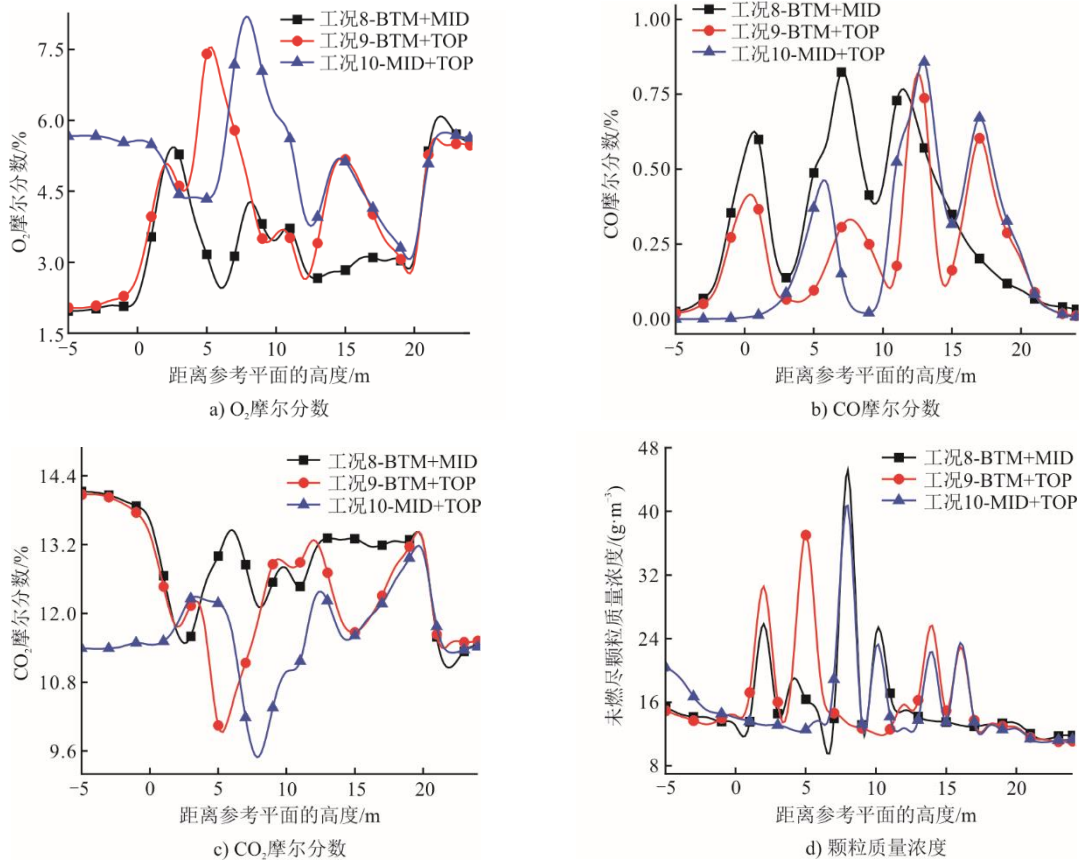 工况8-BTM+MID
工况9-BTM+TOP
工况10-MID+TOP
O₂摩尔分数/%
7.5
6.0
4.5
3.0
1.5
−5
0
5
10
15
20
距离参考平面的高度/m
a) O₂摩尔分数
工况8-BTM+MID
工况9-BTM+TOP
工况10-MID+TOP
CO摩尔分数/%
1.00
0.75
0.50
0.25
0.00
−5
0
5
10
15
20
距离参考平面的高度/m
b) CO摩尔分数
工况8-BTM+MID
工况9-BTM+TOP
工况10-MID+TOP
CO₂摩尔分数/%
14.4
13.2
12.0
10.8
9.6
−5
0
5
10
15
20
距离参考平面的高度/m
c) CO₂摩尔分数
工况8-BTM+MID
工况9-BTM+TOP
工况10-MID+TOP
未燃尽颗粒质量浓度/(g·m⁻³)
48
40
32
24
16
8
−5
0
5
10
15
20
距离参考平面的高度/m
d) 颗粒质量浓度